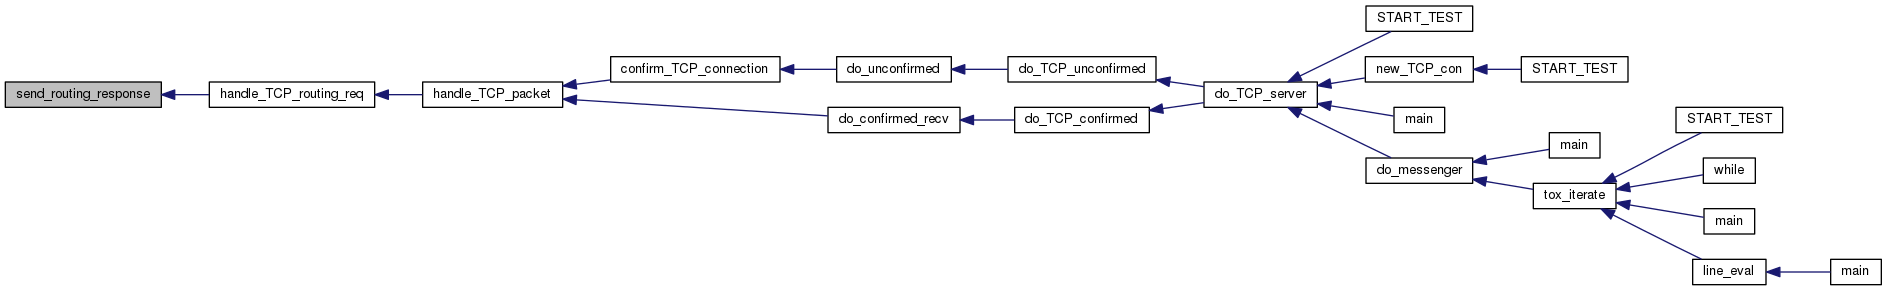 send_routing_response
handle_TCP_routing_req
handle_TCP_packet
confirm_TCP_connection
do_unconfirmed
do_TCP_unconfirmed
do_confirmed_recv
do_TCP_confirmed
do_TCP_server
START_TEST
new_TCP_con
START_TEST
main
do_messenger
main
tox_iterate
START_TEST
while
main
line_eval
main